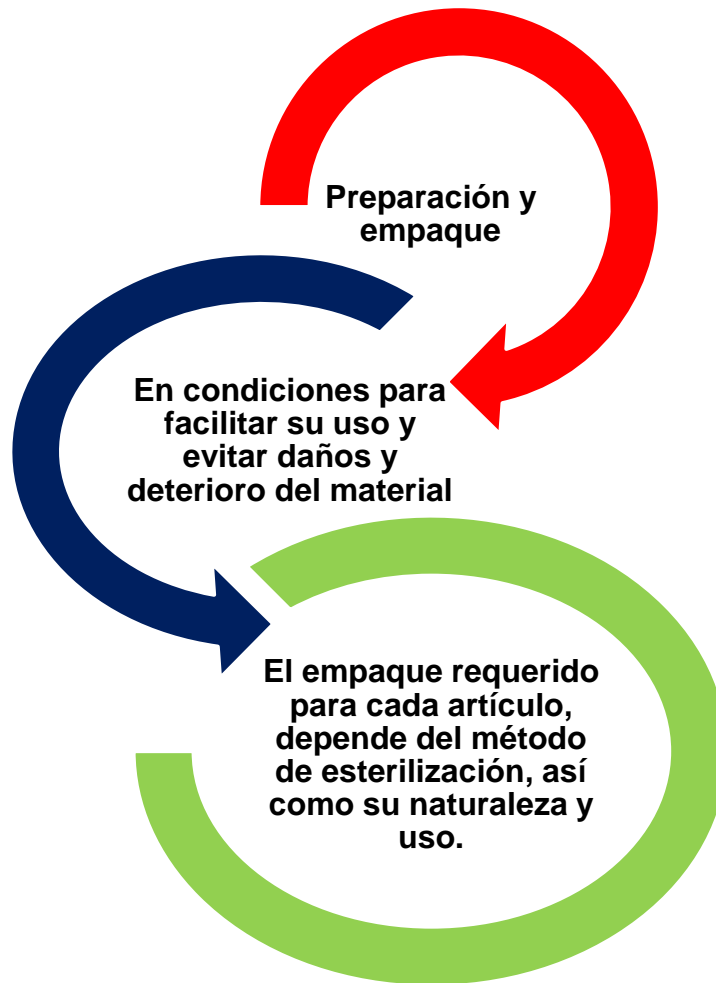 Preparación y
empaque
En condiciones para
facilitar su uso y
evitar daños y
deterioro del material
El empaque requerido
para cada artículo,
depende del método
de esterilización, así
como su naturaleza y
uso.